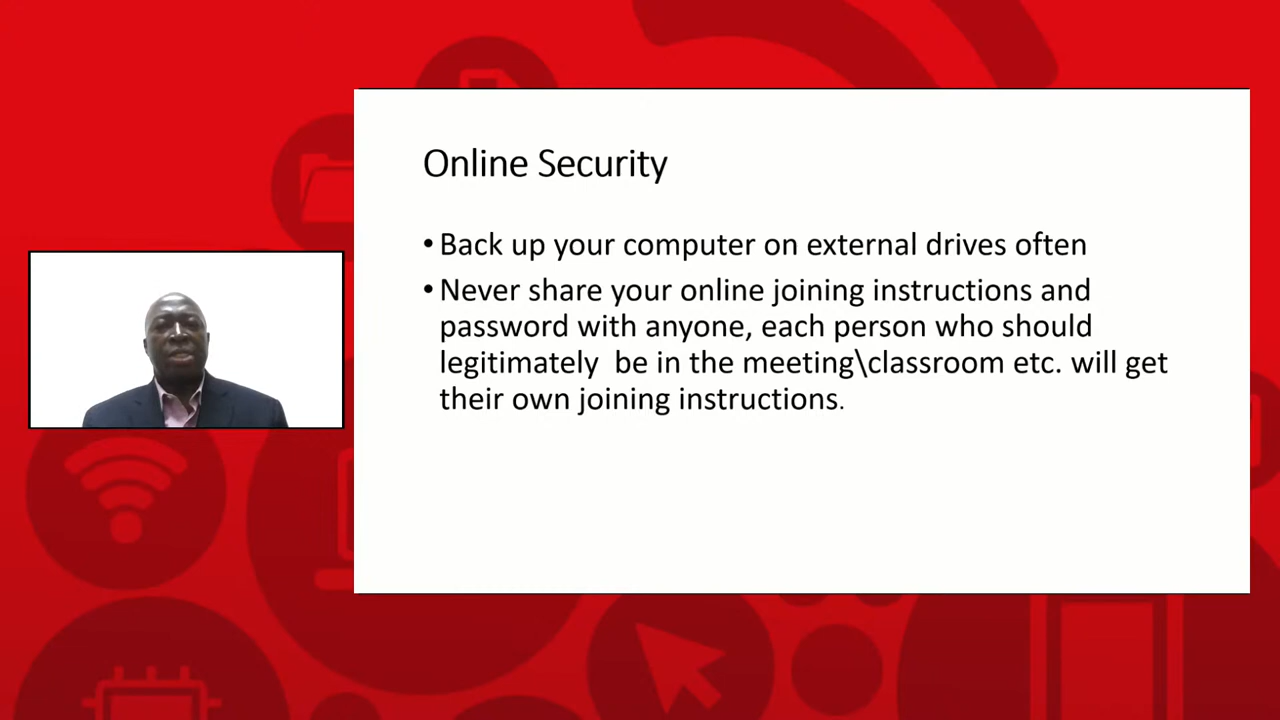 Online Security
• Back up your computer on external drives often
• Never share your online joining instructions and
password with anyone, each person who should
legitimately  be in the meeting\classroom etc. will get
their own joining instructions.